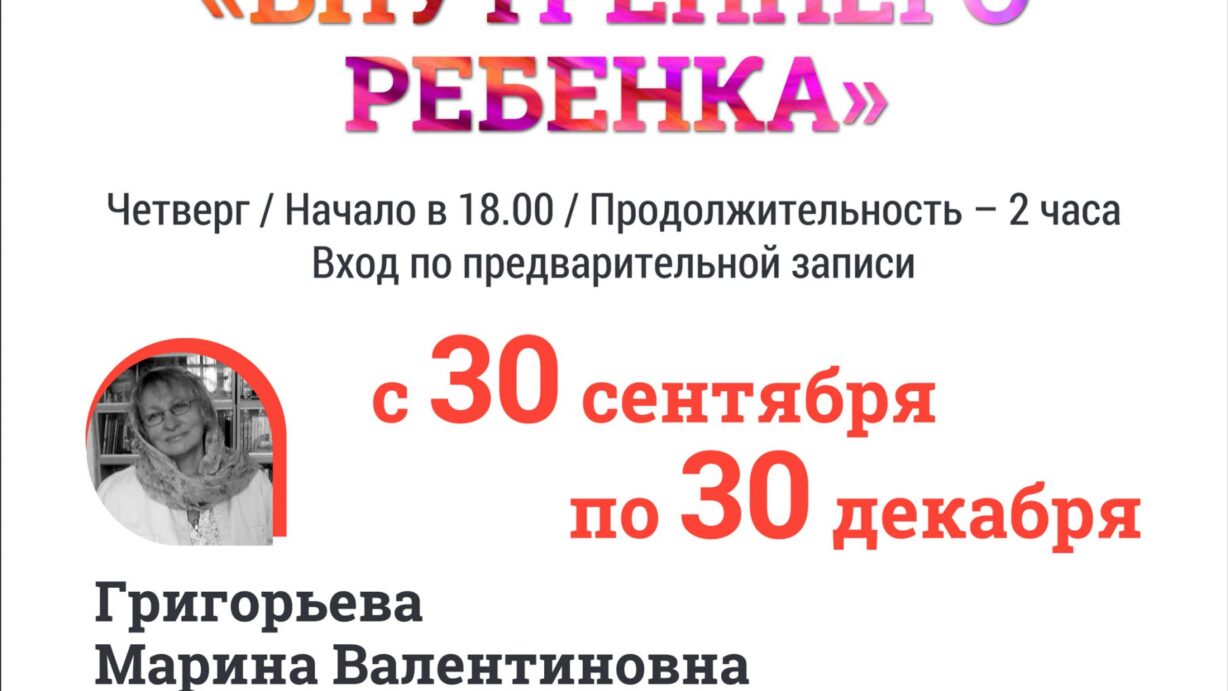 «ВНУТРЕННЕГО
РЕБЕНКА»
Четверг / Начало в 18.00 / Продолжительность – 2 часа
Вход по предварительной записи
с 30 сентября
по 30 декабря
Григорьева
Марина Валентиновна